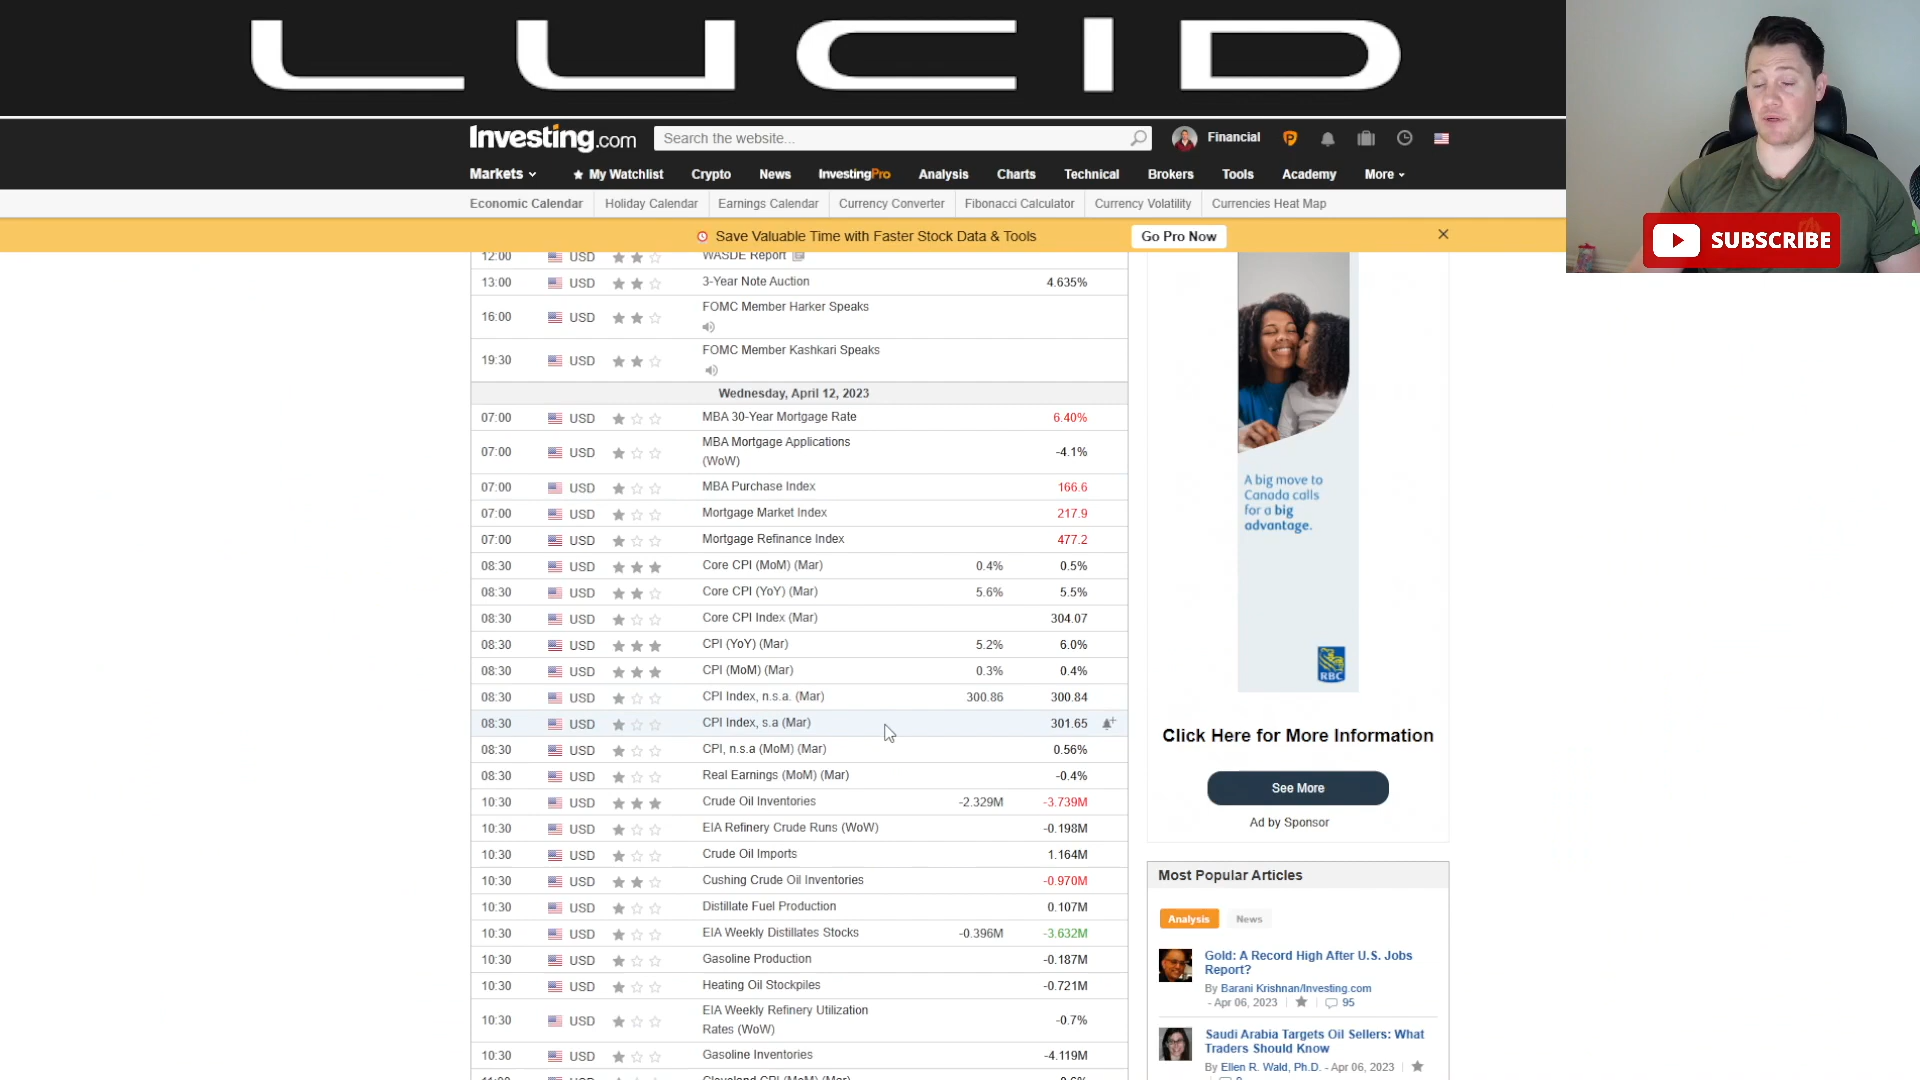 LUCID
Investing.com
Search the website...
Financial
Markets
My Watchlist
Crypto
News
InvestingPro
Analysis
Charts
Technical
Brokers
Tools
Academy
More
Economic Calendar
Holiday Calendar
Earnings Calendar
Currency Converter
Fibonacci Calculator
Currency Volatility
Currencies Heat Map
Save Valuable Time with Faster Stock Data & Tools
Go Pro Now
SUBSCRIBE
12:00 USD WASDE Report
13:00 USD 3-Year Note Auction 4.635%
16:00 USD FOMC Member Harker Speaks
19:30 USD FOMC Member Kashkari Speaks
Wednesday, April 12, 2023
07:00 USD MBA 30-Year Mortgage Rate 6.40%
07:00 USD MBA Mortgage Applications -4.1%
(WoW)
07:00 USD MBA Purchase Index 166.6
07:00 USD Mortgage Market Index 217.9
07:00 USD Mortgage Refinance Index 477.2
08:30 USD Core CPI (MoM) (Mar) 0.4% 0.5%
08:30 USD Core CPI (YoY) (Mar) 5.6% 5.5%
08:30 USD Core CPI Index (Mar) 304.07
08:30 USD CPI (YoY) (Mar) 5.2% 6.0%
08:30 USD CPI (MoM) (Mar) 0.3% 0.4%
08:30 USD CPI Index, n.s.a. (Mar) 300.86 300.84
08:30 USD CPI Index, s.a (Mar) 301.65
08:30 USD CPI, n.s.a (MoM) (Mar) 0.56%
08:30 USD Real Earnings (MoM) (Mar) -0.4%
10:30 USD Crude Oil Inventories -2.329M -3.739M
10:30 USD EIA Refinery Crude Runs (WoW) -0.198M
10:30 USD Crude Oil Imports 1.164M
10:30 USD Cushing Crude Oil Inventories -0.970M
10:30 USD Distillate Fuel Production 0.107M
10:30 USD EIA Weekly Distillates Stocks -0.396M -3.632M
10:30 USD Gasoline Production -0.187M
10:30 USD Heating Oil Stockpiles -0.721M
10:30 USD EIA Weekly Refinery Utilization -0.7%
Rates (WoW)
10:30 USD Gasoline Inventories -4.119M
Cleveland CPI (MoM) (Mar)
A big move to
Canada calls
for a big
advantage.
RBC
Click Here for More Information
See More
Ad by Sponsor
Most Popular Articles
Analysis
News
Gold: A Record High After U.S. Jobs
Report?
By Barani Krishnan/Investing.com
- Apr 06, 2023 95
Saudi Arabia Targets Oil Sellers: What
Traders Should Know
By Ellen R. Wald, Ph.D. - Apr 06, 2023